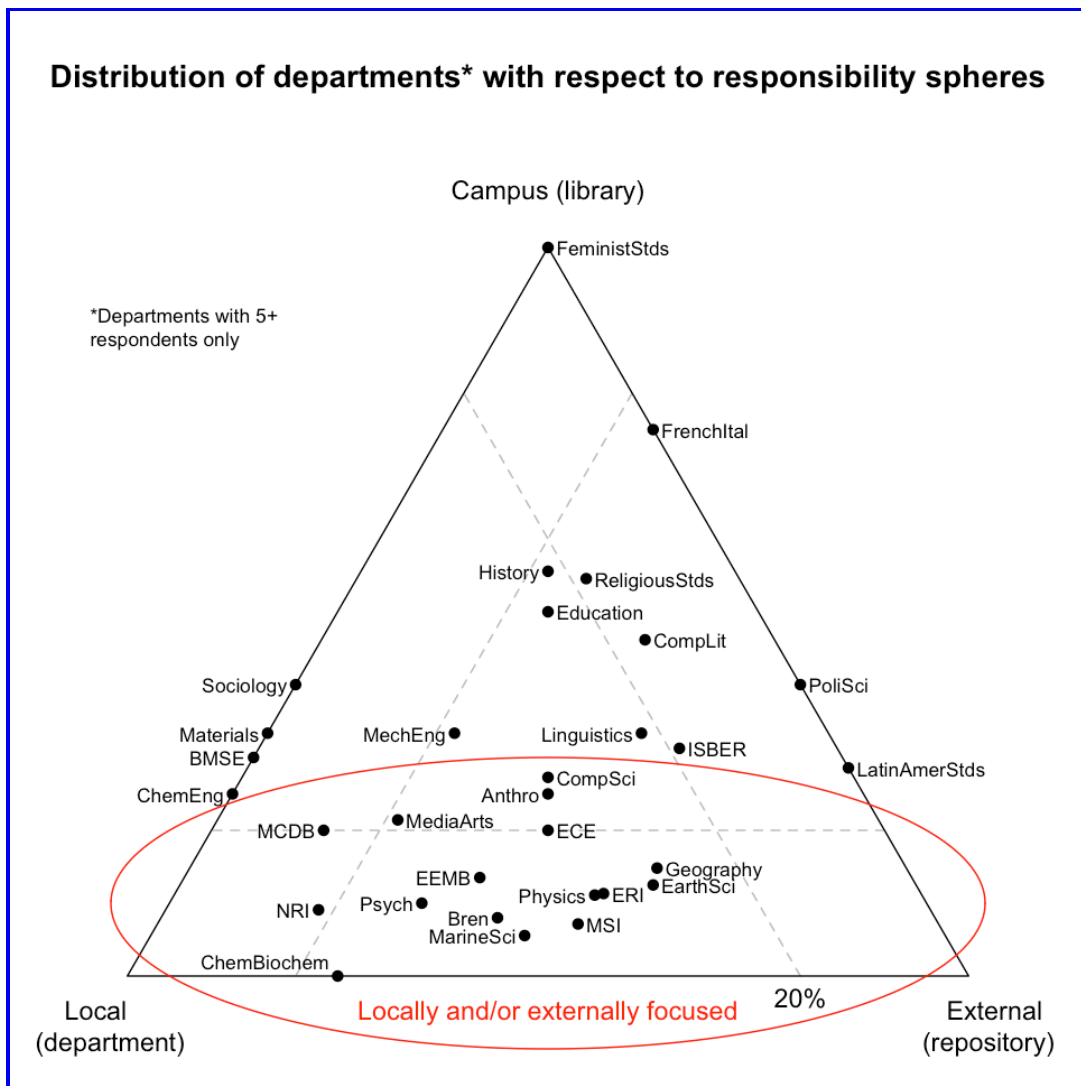 Distribution of departments* with respect to responsibility spheres
Campus (library)
FeministStds
*Departments with 5+
respondents only
FrenchItal
History
ReligiousStds
Education
CompLit
Sociology
PoliSci
Materials
MechEng
Linguistics
ISBER
BMSE
LatinAmerStds
CompSci
ChemEng
Anthro
MediaArts
MCDB
ECE
Geography
EEMB
EarthSci
Physics
ERI
Psych
NRI
Bren
MSI
MarineSci
ChemBiochem
20%
Local
(department)
Locally and/or externally focused
External
(repository)